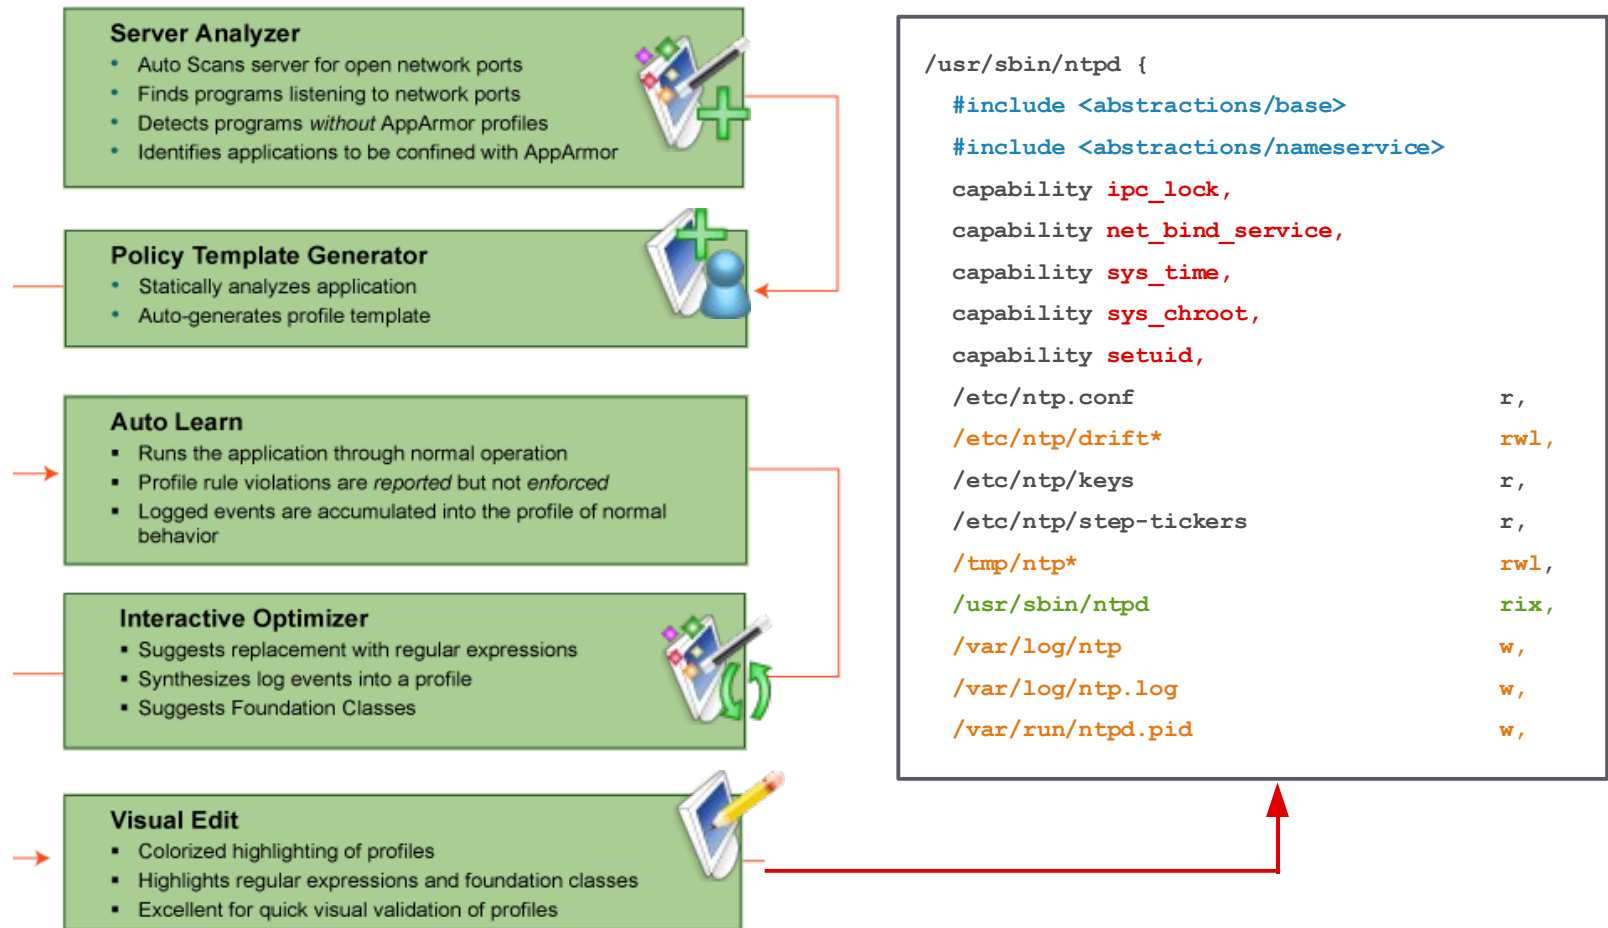 Server Analyzer
• Auto Scans server for open network ports
• Finds programs listening to network ports
• Detects programs without AppArmor profiles
• Identifies applications to be confined with AppArmor
Policy Template Generator
• Statically analyzes application
• Auto-generates profile template
Auto Learn
▪ Runs the application through normal operation
▪ Profile rule violations are reported but not enforced
▪ Logged events are accumulated into the profile of normal
behavior
Interactive Optimizer
▪ Suggests replacement with regular expressions
▪ Synthesizes log events into a profile
▪ Suggests Foundation Classes
Visual Edit
▪ Colorized highlighting of profiles
▪ Highlights regular expressions and foundation classes
▪ Excellent for quick visual validation of profiles
/usr/sbin/ntpd {
#include <abstractions/base>
#include <abstractions/nameservice>
capability ipc_lock,
capability net_bind_service,
capability sys_time,
capability sys_chroot,
capability setuid,
/etc/ntp.conf r,
/etc/ntp/drift* rwl,
/etc/ntp/keys r,
/etc/ntp/step-tickers r,
/tmp/ntp* rwl,
/usr/sbin/ntpd rix,
/var/log/ntp w,
/var/log/ntp.log w,
/var/run/ntpd.pid w,